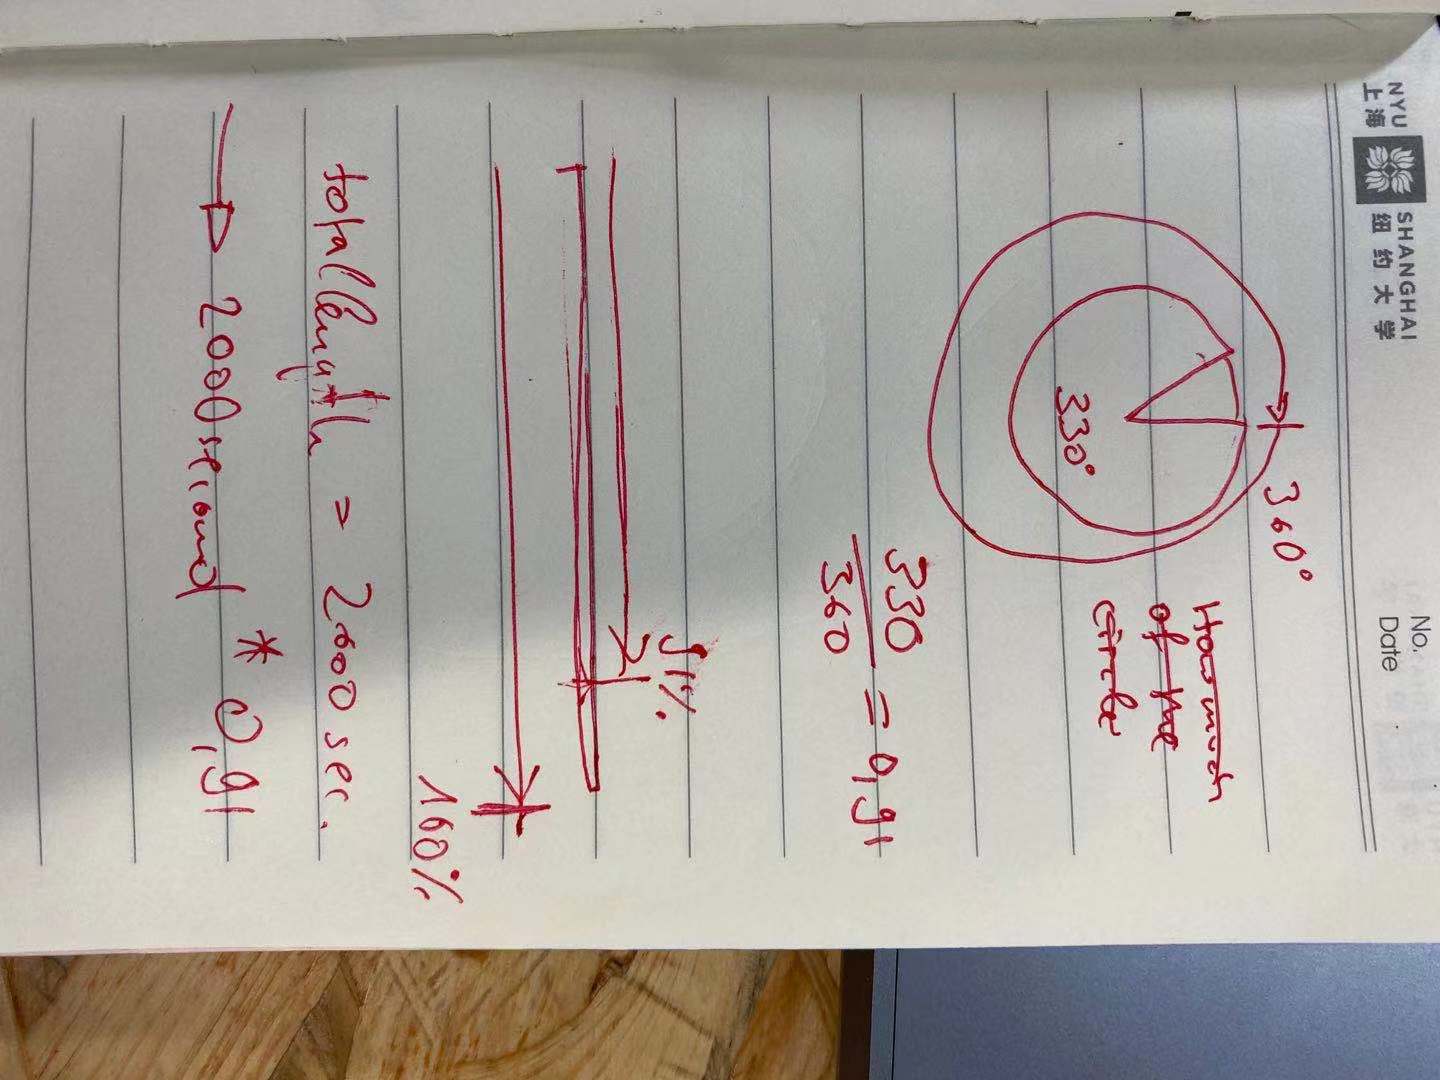 NYU SHANGHAI
上海 纽约大学
No.
Date
360°
How much
of the
circle
330°
330
360
= 0,91
91%
100%
total length = 2000 sec.
2000 second * 0,91